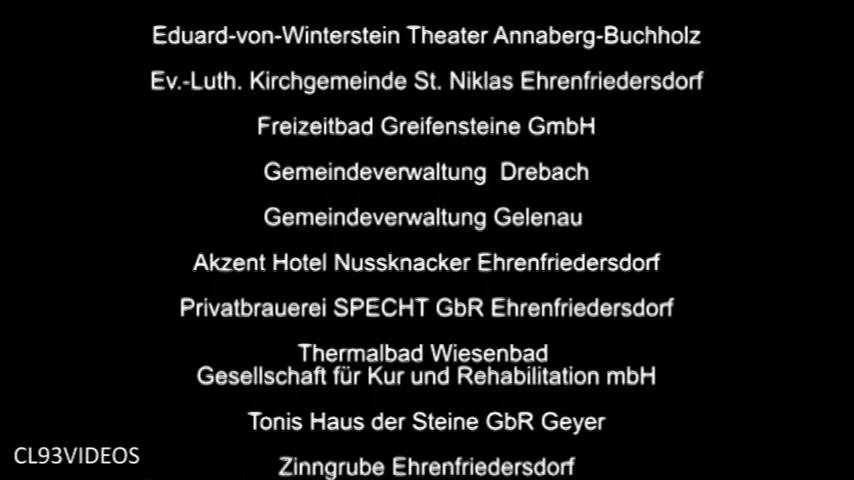 Eduard-von-Winterstein Theater Annaberg-Buchholz
Ev.-Luth. Kirchgemeinde St. Niklas Ehrenfriedersdorf
Freizeitbad Greifensteine GmbH
Gemeindeverwaltung Drebach
Gemeindeverwaltung Gelenau
Akzent Hotel Nussknacker Ehrenfriedersdorf
Privatbrauerei SPECHT GbR Ehrenfriedersdorf
Thermalbad Wiesenbad
Gesellschaft für Kur und Rehabilitation mbH
Tonis Haus der Steine GbR Geyer
Zinngrube Ehrenfriedersdorf
CL93VIDEOS